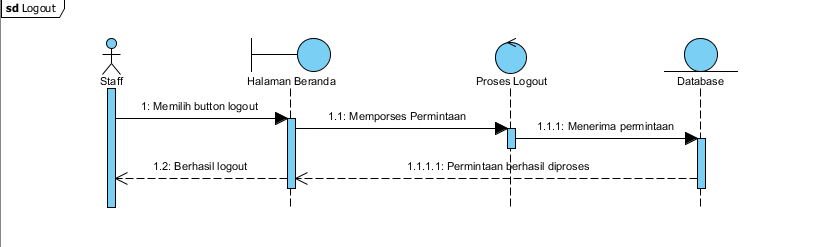 sd Logout
Staff
Halaman Beranda
Proses Logout
Database
1: Memilih button logout
1.1: Memporses Permintaan
1.1.1: Menerima permintaan
1.2: Berhasil logout
1.1.1.1: Permintaan berhasil diproses